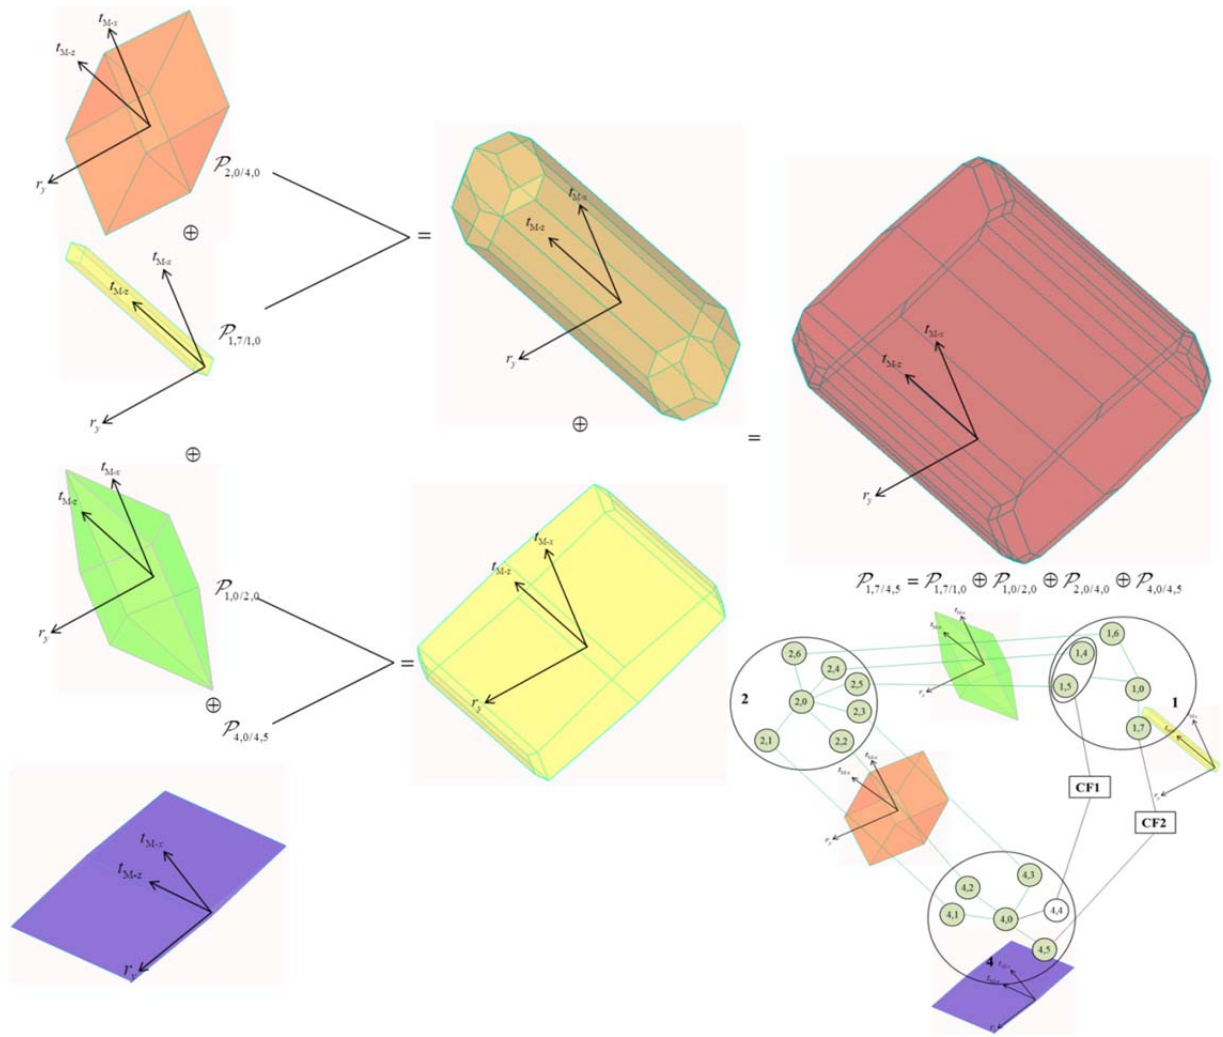 t_M-x
t_M-z
r_y
𝒫_2,0/4,0
⊕
t_M-x
t_M-z
𝒫_1,7/1,0
r_y
⊕
=
t_M-x
t_M-z
r_y
⊕
t_M-x
t_M-z
𝒫_1,0/2,0
r_y
⊕
𝒫_4,0/4,5
=
t_M-x
t_M-z
r_y
=
t_M-x
t_M-z
r_y
t_M-x
t_M-z
r_y
𝒫_1,7/4,5 = 𝒫_1,7/1,0 ⊕ 𝒫_1,0/2,0 ⊕ 𝒫_2,0/4,0 ⊕ 𝒫_4,0/4,5
2
2,6
2,4
2,5
2,0
2,3
2,1
2,2
1,6
1,4
1,5
1,0
1
1,7
CF1
CF2
4,3
4,2
4,1
4,0
4,4
4,5
4